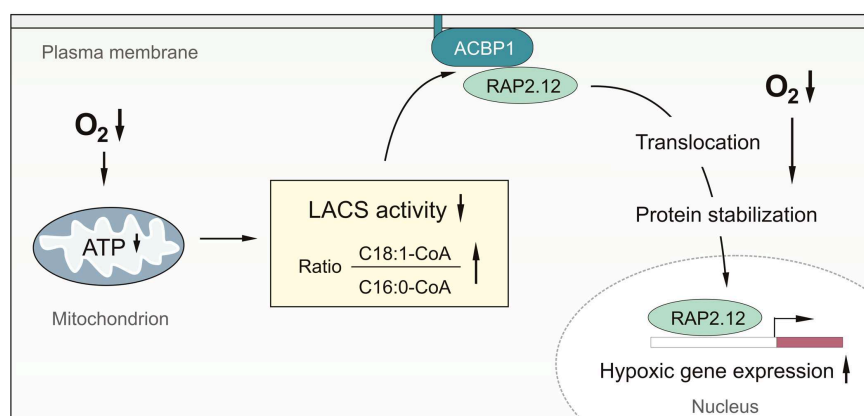 Plasma membrane
ACBP1
RAP2.12
O₂
O₂
Translocation
ATP
LACS activity
Ratio C18:1-CoA
C16:0-CoA
Protein stabilization
Mitochondrion
RAP2.12
Hypoxic gene expression
Nucleus